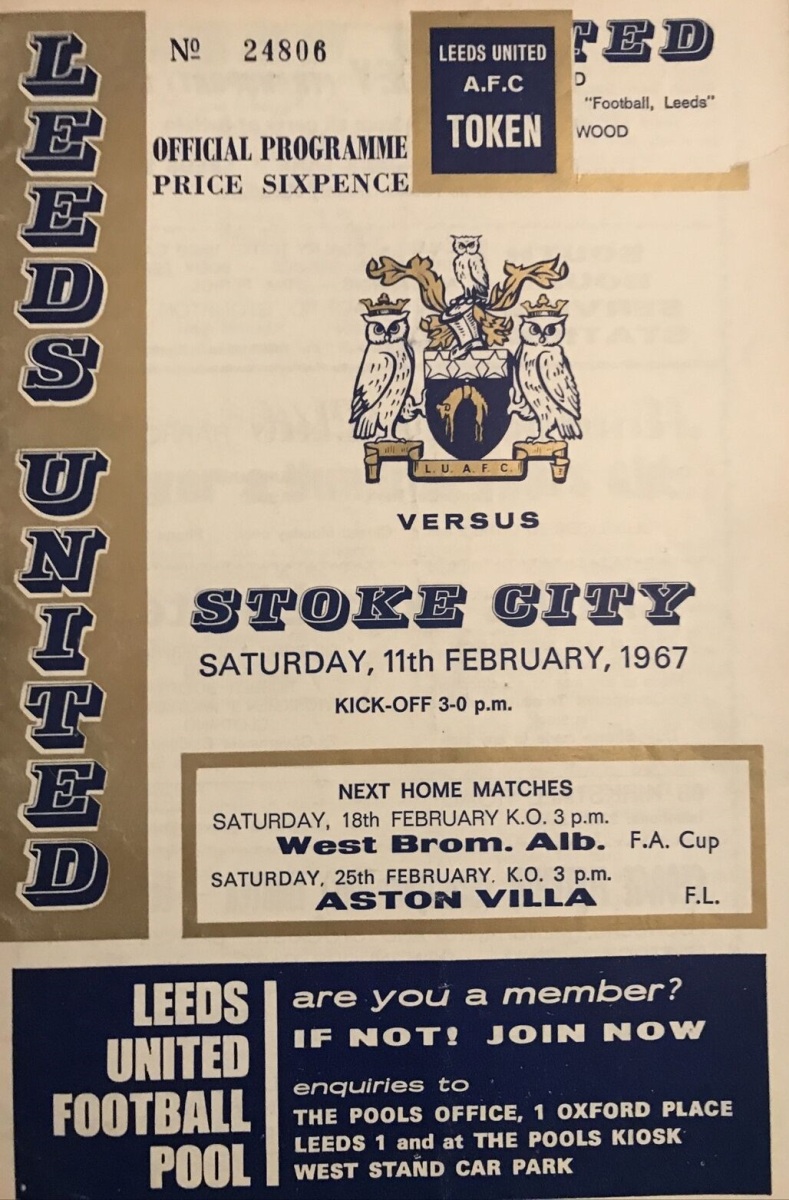 LEEDS UNITED
Nº 24806
LEEDS UNITED
A.F.C
TOKEN
TED
D
"Football, Leeds"
WOOD
OFFICIAL PROGRAMME
PRICE SIXPENCE
L. U. A. F. C.
VERSUS
STOKE CITY
SATURDAY, 11th FEBRUARY, 1967
KICK-OFF 3-0 p.m.
NEXT HOME MATCHES
SATURDAY, 18th FEBRUARY K.O. 3 p.m.
West Brom. Alb. F.A. Cup
SATURDAY, 25th FEBRUARY. K.O. 3 p.m.
ASTON VILLA F.L.
LEEDS
UNITED
FOOTBALL
POOL
are you a member?
IF NOT! JOIN NOW
enquiries to
THE POOLS OFFICE, 1 OXFORD PLACE
LEEDS 1 and at THE POOLS KIOSK
WEST STAND CAR PARK